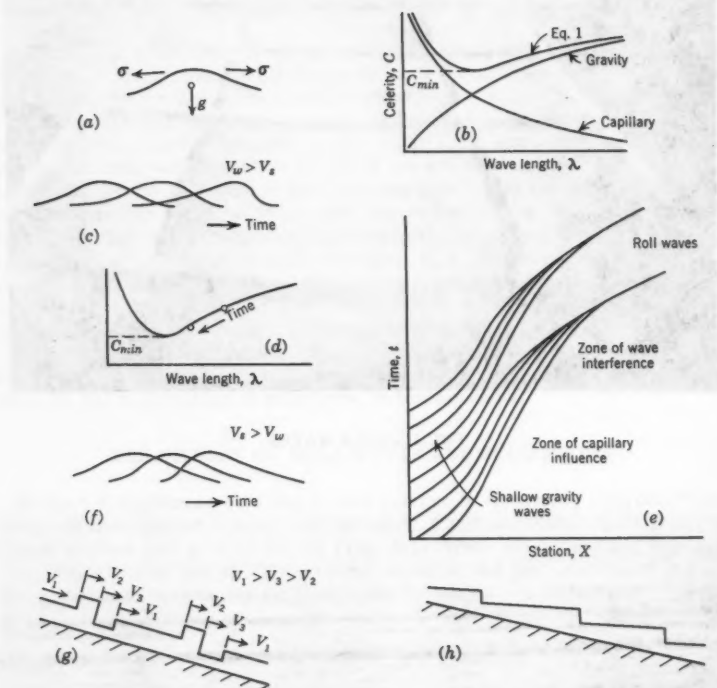 σ
σ
g
(a)
Celerity, C
C min
Eq. 1
Gravity
Capillary
(b)
Wave length, λ
V_w > V_s
(c)
Time
C min
Time
(d)
Wave length, λ
V_s > V_w
Time
(f)
Time, t
Roll waves
Zone of wave
interference
Zone of capillary
influence
Shallow gravity
waves
(e)
Station, X
V_1
V_2
V_3
V_1
V_2
V_3
V_1
V_1 > V_3 > V_2
(g)
(h)